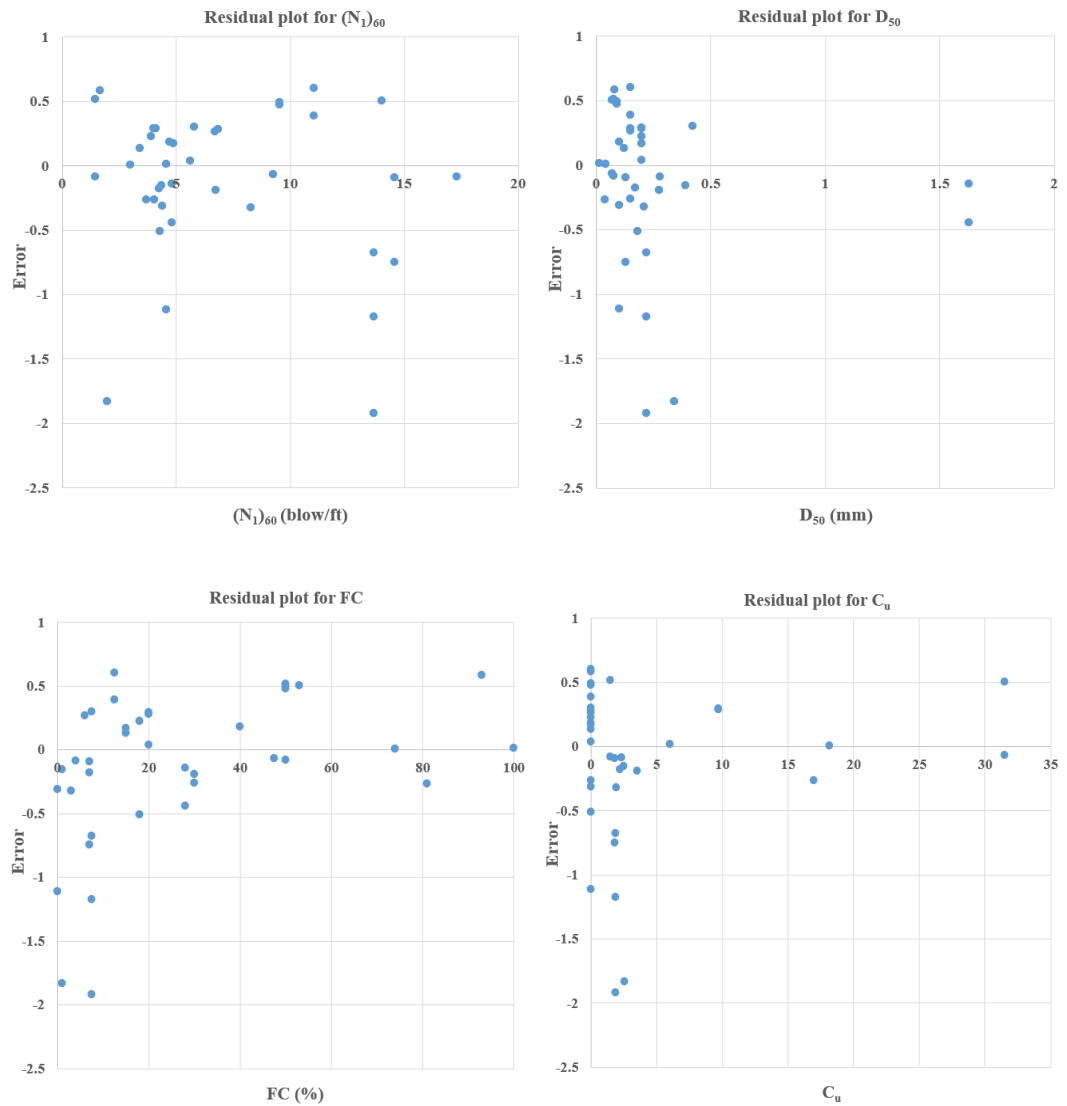 Residual plot for (N₁)₆₀
1
0.5
0
-0.5
-1
-1.5
-2
-2.5
0 5 10 15 20
Error
(N₁)₆₀ (blow/ft)
Residual plot for D₅₀
1
0.5
0
-0.5
-1
-1.5
-2
-2.5
0 0.5 1 1.5 2
Error
D₅₀ (mm)
Residual plot for FC
1
0.5
0
-0.5
-1
-1.5
-2
-2.5
0 20 40 60 80 100
Error
FC (%)
Residual plot for Cᵤ
1
0.5
0
-0.5
-1
-1.5
-2
-2.5
0 5 10 15 20 25 30 35
Error
Cᵤ